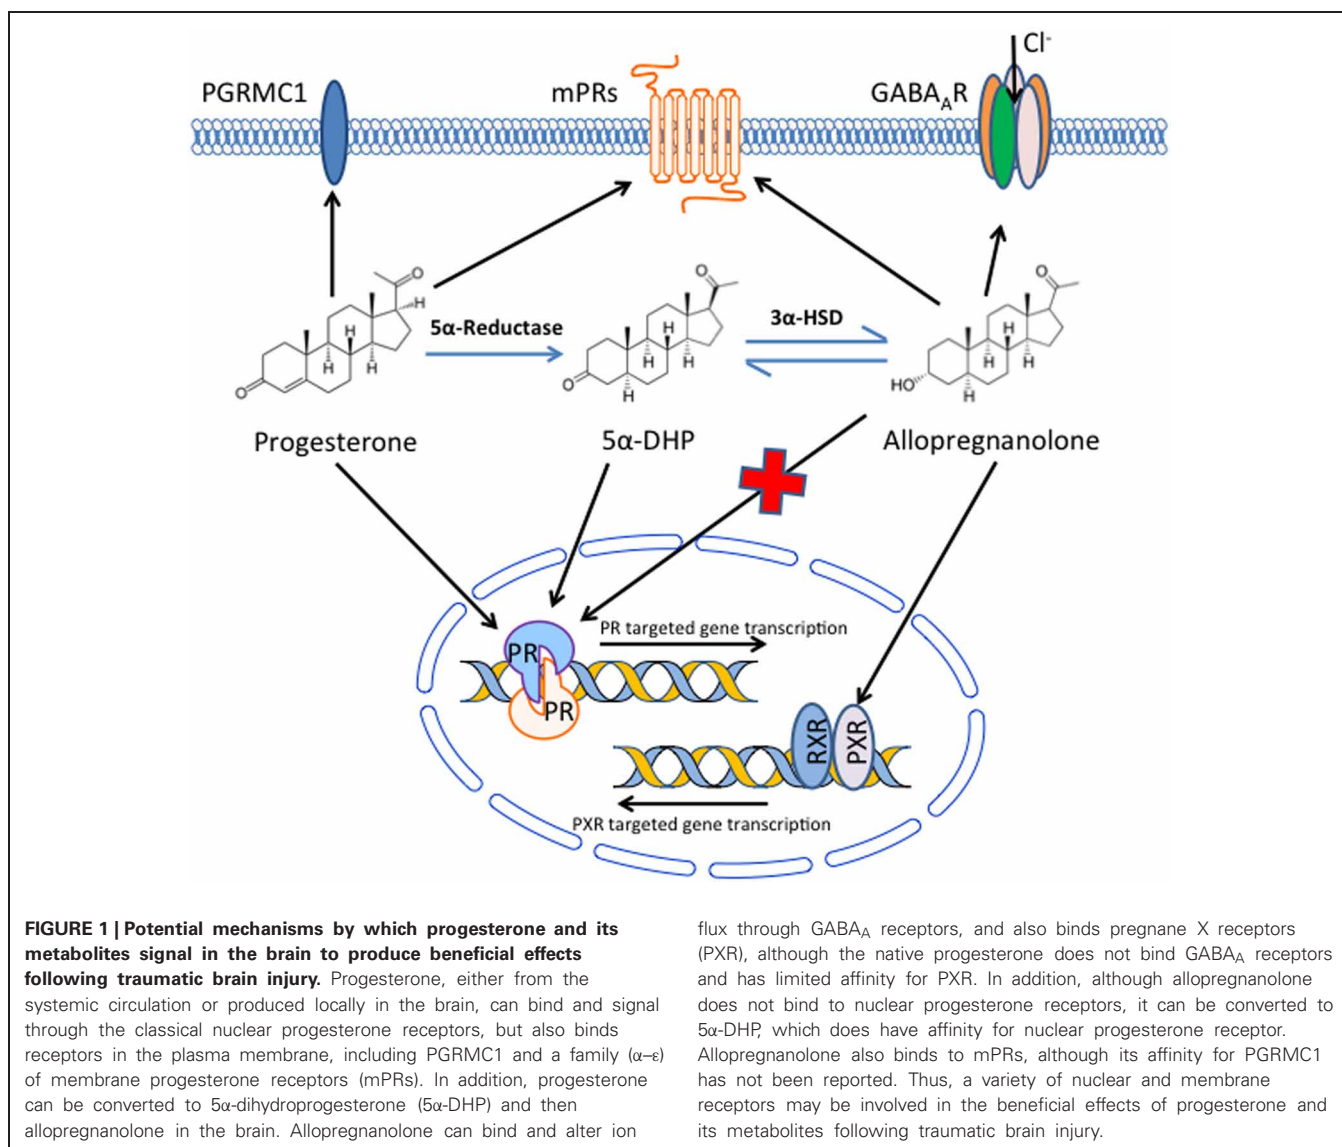 Cl-
PGRMC1
mPRs
GABAAR
O
H
H
H
H
O
5α-Reductase
O
H
H
H
O
H
3α-HSD
O
H
H
H
HO
H
Progesterone
5α-DHP
Allopregnanolone
PR targeted gene transcription
PR
PR
RXR
PXR
PXR targeted gene transcription
FIGURE 1 | Potential mechanisms by which progesterone and its
metabolites signal in the brain to produce beneficial effects
following traumatic brain injury. Progesterone, either from the
systemic circulation or produced locally in the brain, can bind and signal
through the classical nuclear progesterone receptors, but also binds
receptors in the plasma membrane, including PGRMC1 and a family (α–ε)
of membrane progesterone receptors (mPRs). In addition, progesterone
can be converted to 5α-dihydroprogesterone (5α-DHP) and then
allopregnanolone in the brain. Allopregnanolone can bind and alter ion
flux through GABAA receptors, and also binds pregnane X receptors
(PXR), although the native progesterone does not bind GABAA receptors
and has limited affinity for PXR. In addition, although allopregnanolone
does not bind to nuclear progesterone receptors, it can be converted to
5α-DHP, which does have affinity for nuclear progesterone receptor.
Allopregnanolone also binds to mPRs, although its affinity for PGRMC1
has not been reported. Thus, a variety of nuclear and membrane
receptors may be involved in the beneficial effects of progesterone and
its metabolites following traumatic brain injury.